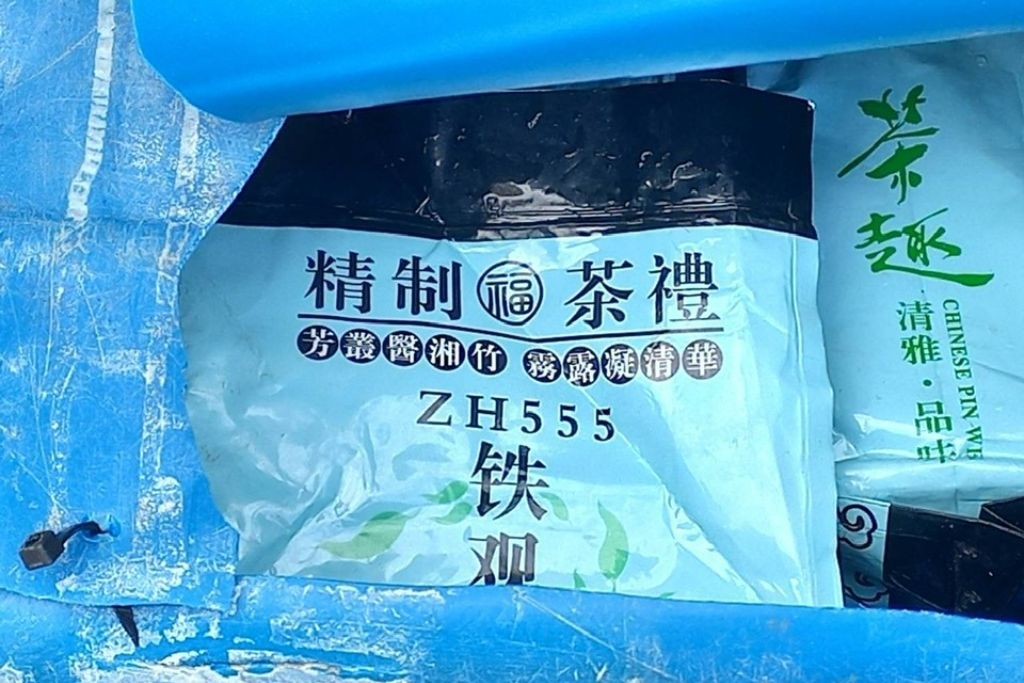 精制福茶禮
芳叢醫湘竹 霧露凝清華
ZH555
铁
观
茶趣
清雅·品味
CHINESE PIN WE